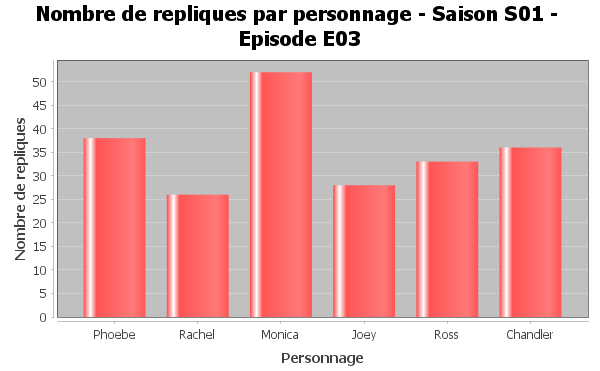 Nombre de repliques par personnage - Saison S01 -
Episode E03
Nombre de repliques
50
45
40
35
30
25
20
15
10
5
0
Phoebe Rachel Monica Joey Ross Chandler
Personnage